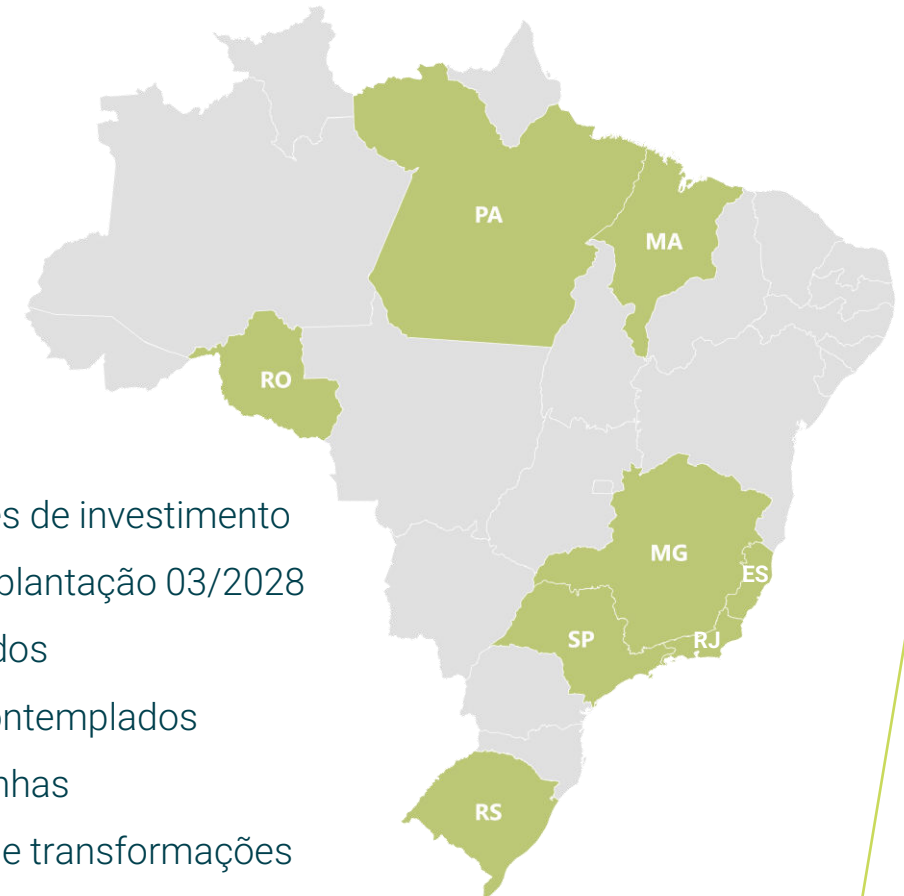 PA
MA
RO
es de investimento
MG
plantação 03/2028
ES
SP
RJ
dos
ontemplados
nhas
RS
e transformações